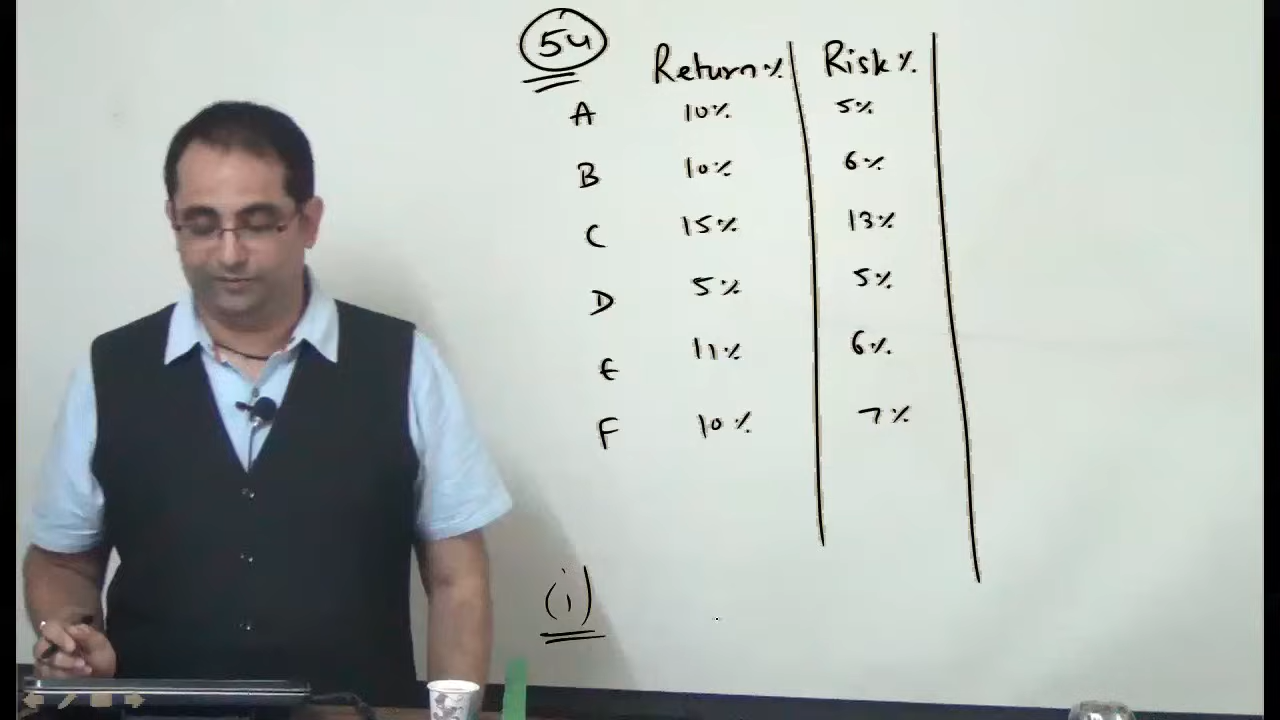 54
Return % Risk %
A 10% 5%
B 10% 6%
C 15% 13%
D 5% 5%
E 11% 6%
F 10% 7%
(i)